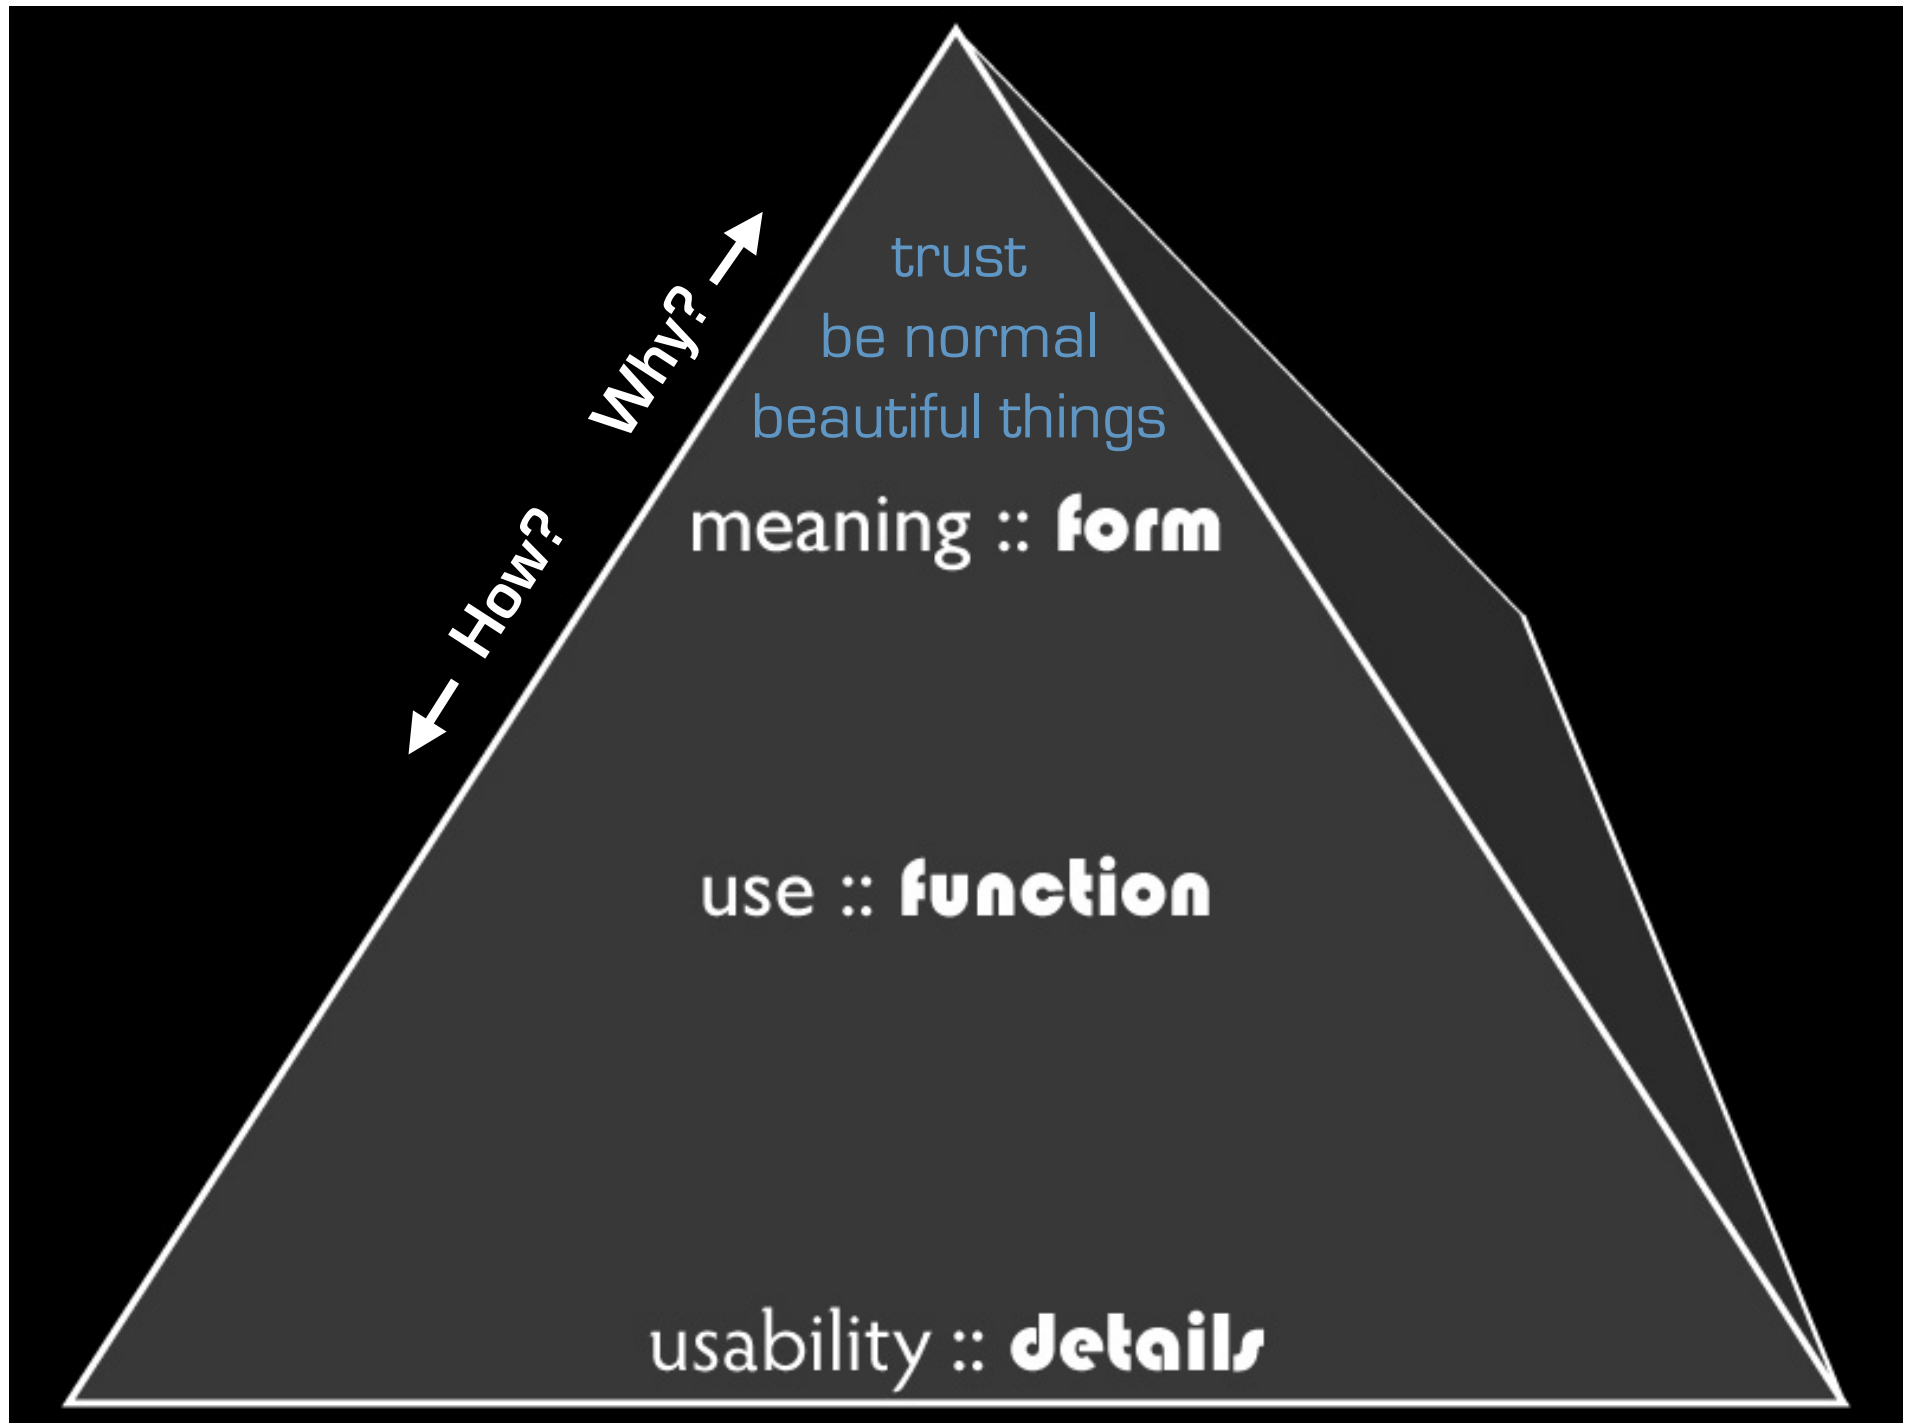 Why?
How?
trust
be normal
beautiful things
meaning :: form
use :: function
usability :: details